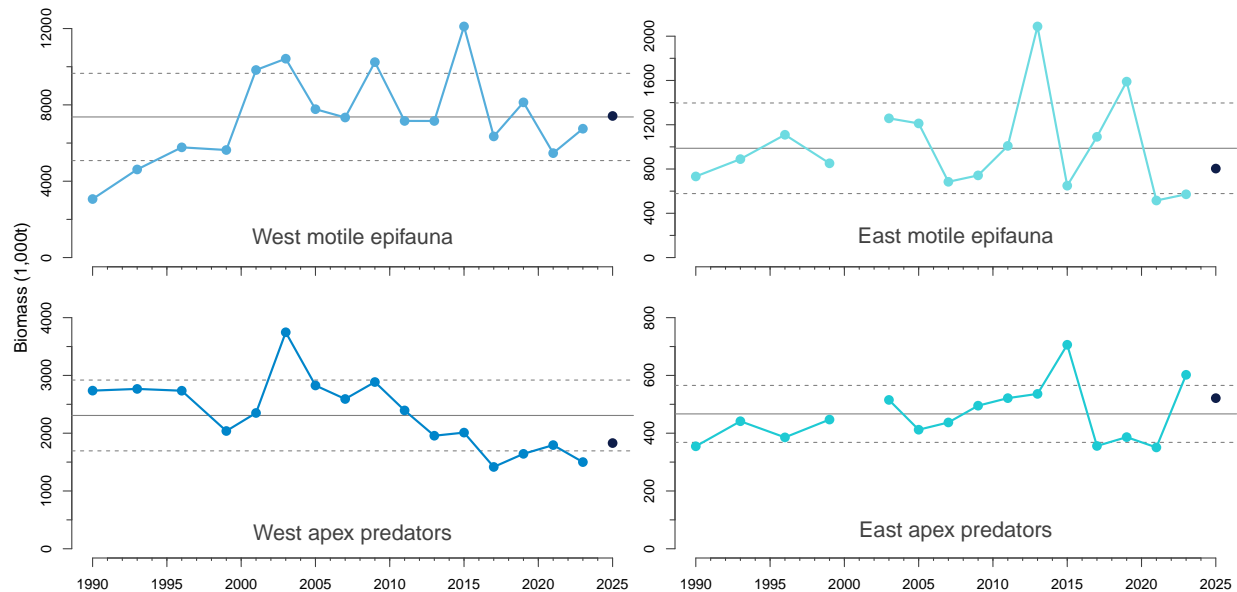 Biomass (1,000t)
0 4000 8000 12000
West motile epifauna
0 400 800 1200 1600 2000
East motile epifauna
0 1000 2000 3000 4000
West apex predators
1990 1995 2000 2005 2010 2015 2020 2025
0 200 400 600 800
East apex predators
1990 1995 2000 2005 2010 2015 2020 2025